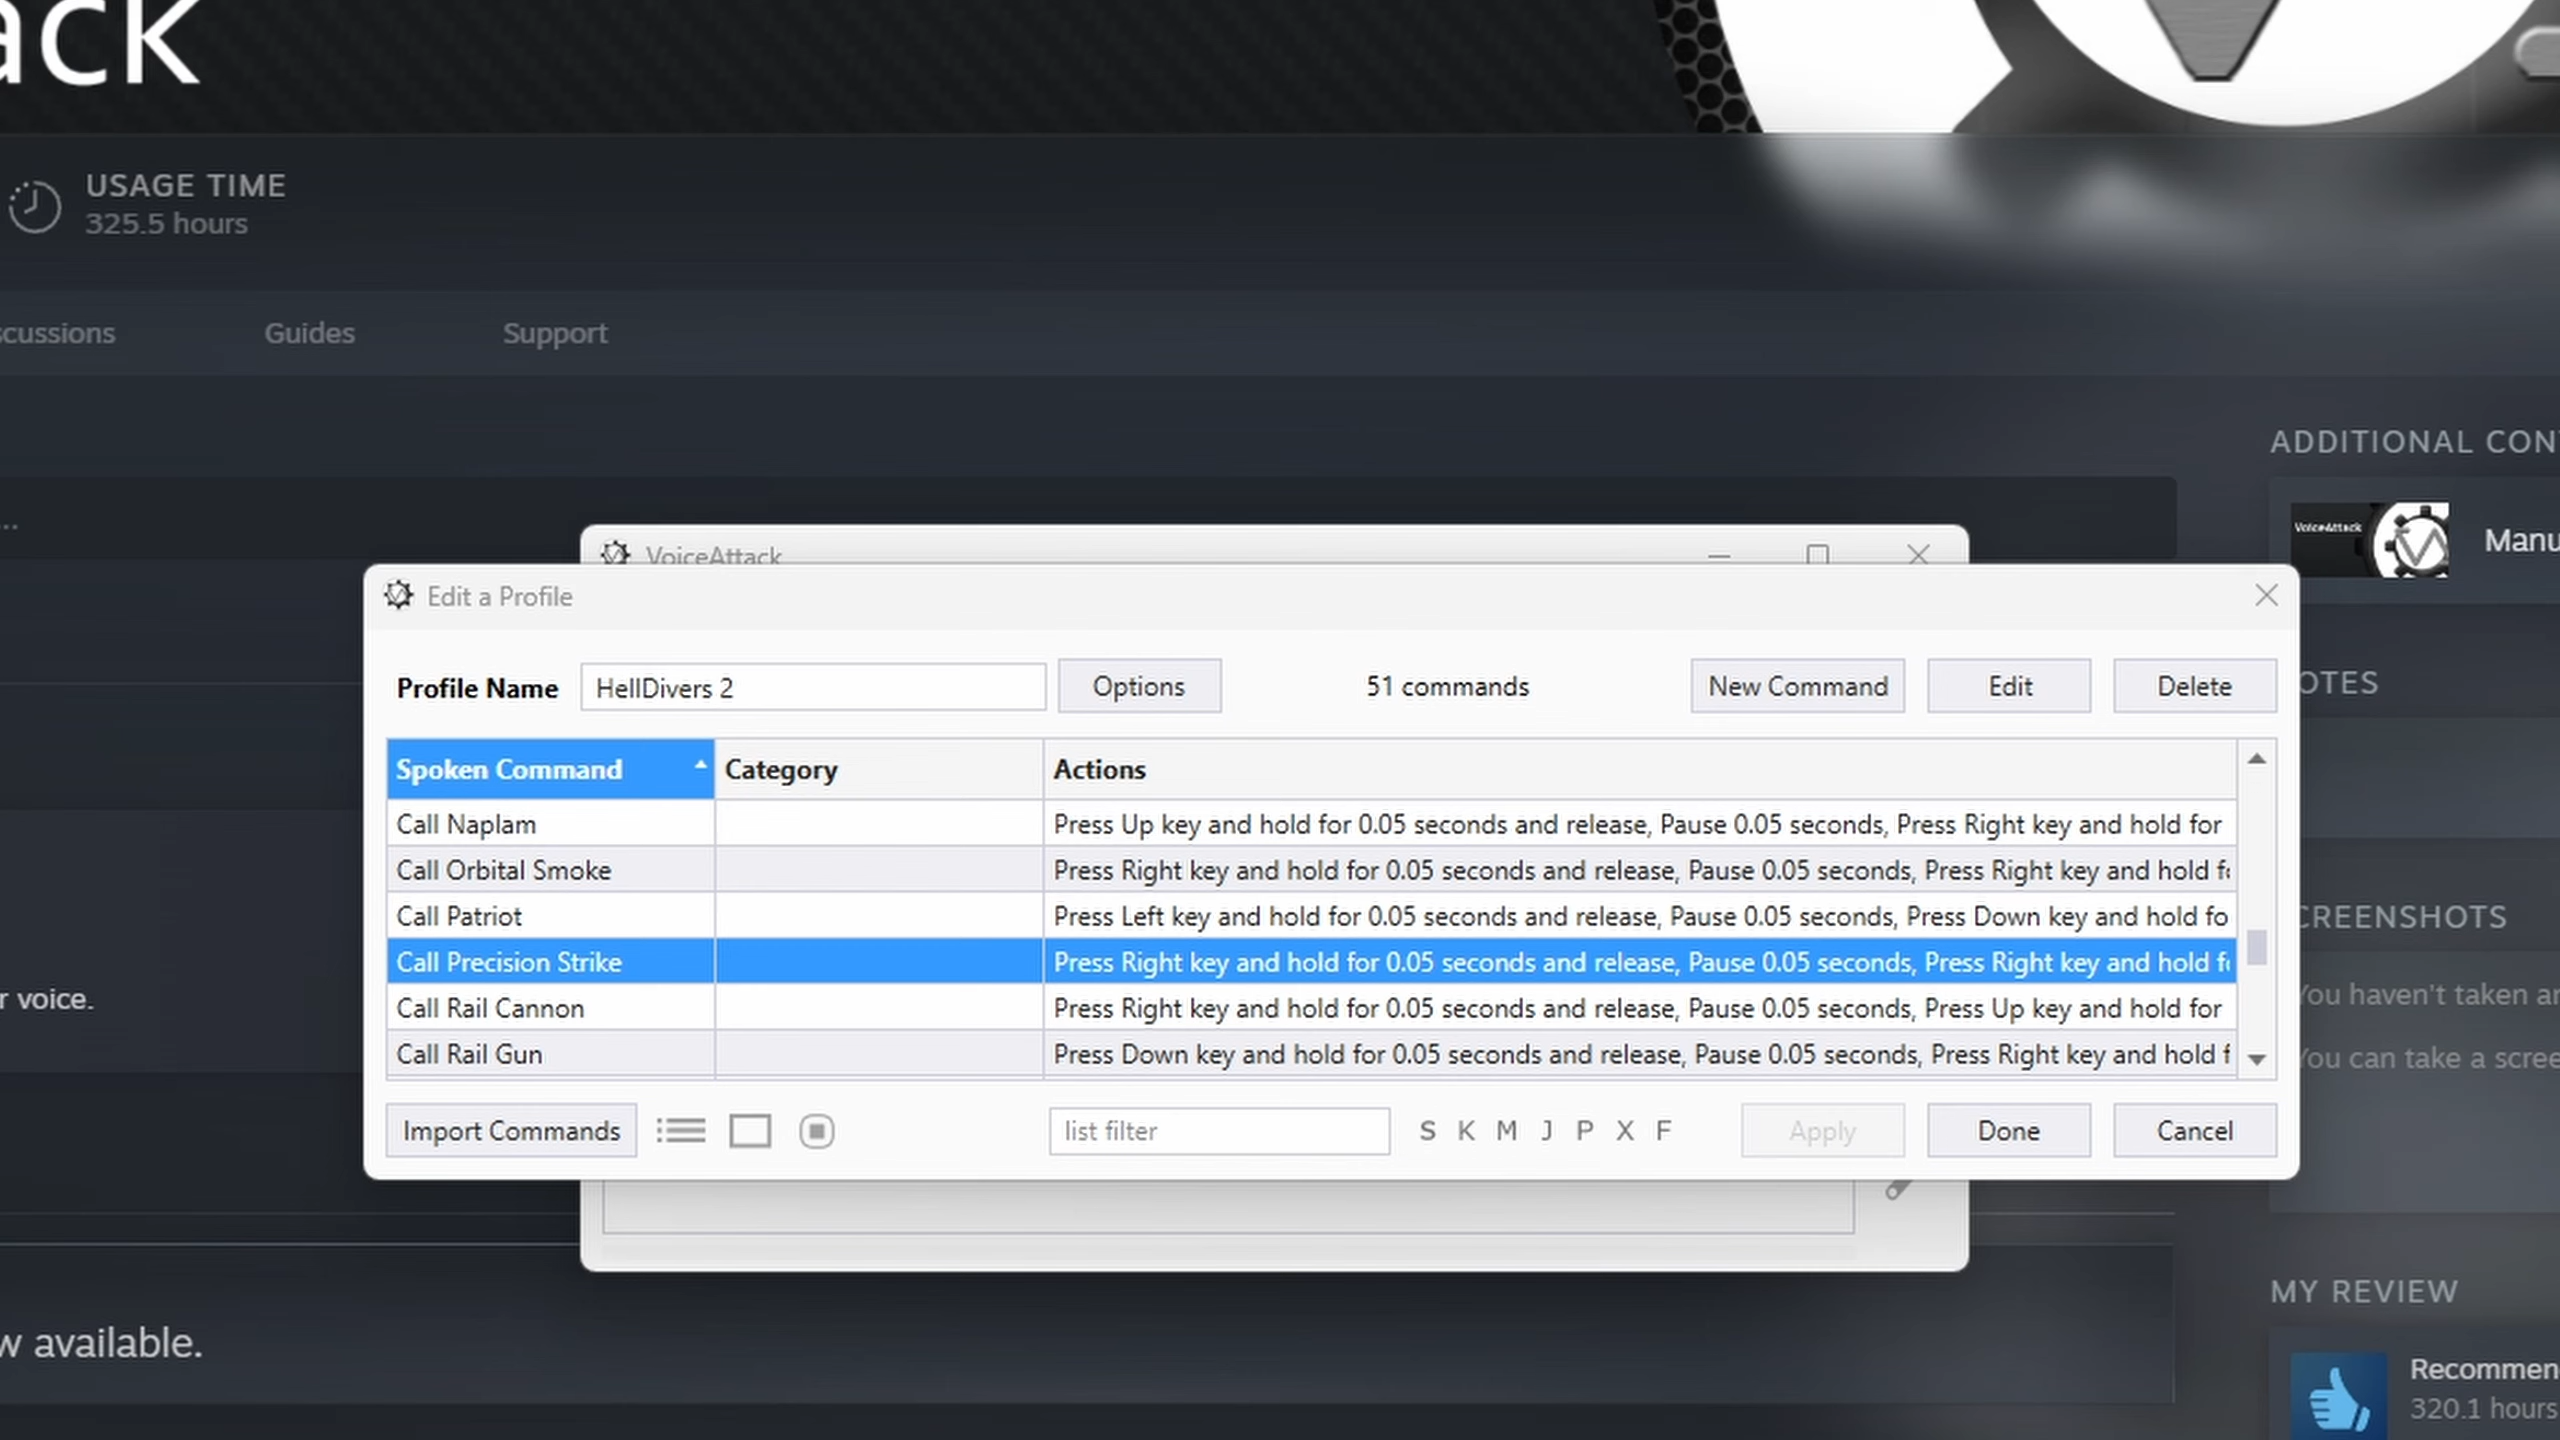 ack
USAGE TIME
325.5 hours
scussions
Guides
Support
ADDITIONAL CON
VoiceAttack
Manu
...
VoiceAttack
Edit a Profile
Profile Name
HellDivers 2
Options
51 commands
New Command
Edit
Delete
OTES
Spoken Command
Category
Actions
Call Naplam
Press Up key and hold for 0.05 seconds and release, Pause 0.05 seconds, Press Right key and hold for
Call Orbital Smoke
Press Right key and hold for 0.05 seconds and release, Pause 0.05 seconds, Press Right key and hold fo
Call Patriot
Press Left key and hold for 0.05 seconds and release, Pause 0.05 seconds, Press Down key and hold fo
CREENSHOTS
Call Precision Strike
Press Right key and hold for 0.05 seconds and release, Pause 0.05 seconds, Press Right key and hold fo
r voice.
You haven't taken an
Call Rail Cannon
Press Right key and hold for 0.05 seconds and release, Pause 0.05 seconds, Press Up key and hold for
Call Rail Gun
Press Down key and hold for 0.05 seconds and release, Pause 0.05 seconds, Press Right key and hold f
You can take a scree
Import Commands
list filter
S K M J P X F
Apply
Done
Cancel
MY REVIEW
w available.
Recommen
320.1 hours